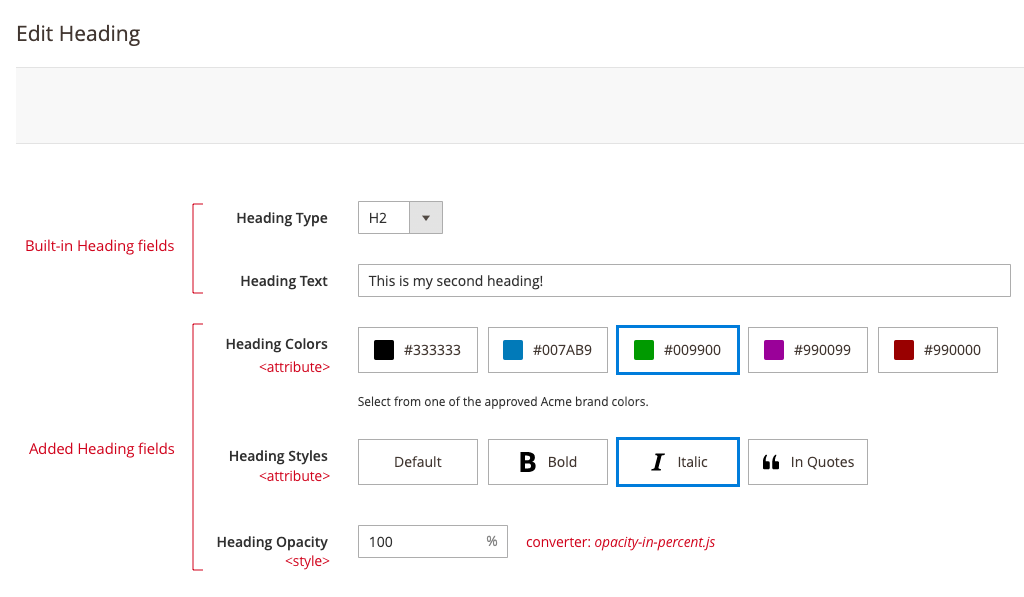 Edit Heading
Built-in Heading fields
Heading Type
H2
Heading Text
This is my second heading!
Added Heading fields
Heading Colors
<attribute>
#333333
#007AB9
#009900
#990099
#990000
Select from one of the approved Acme brand colors.
Heading Styles
<attribute>
Default
B Bold
I Italic
❝ In Quotes
Heading Opacity
<style>
100 %
converter: opacity-in-percent.js